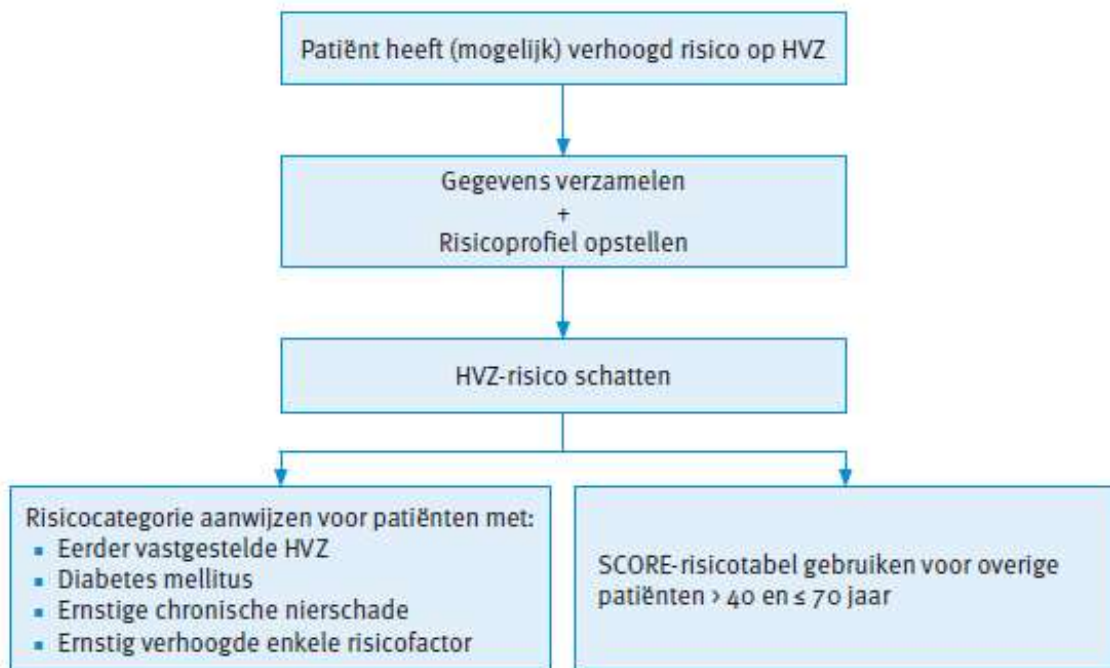 Patiënt heeft (mogelijk) verhoogd risico op HVZ
Gegevens verzamelen
+
Risicoprofiel opstellen
HVZ-risico schatten
Risicocategorie aanwijzen voor patiënten met:
▪ Eerder vastgestelde HVZ
▪ Diabetes mellitus
▪ Ernstige chronische nierschade
▪ Ernstig verhoogde enkele risicofactor
SCORE-risicotabel gebruiken voor overige
patiënten > 40 en ≤ 70 jaar